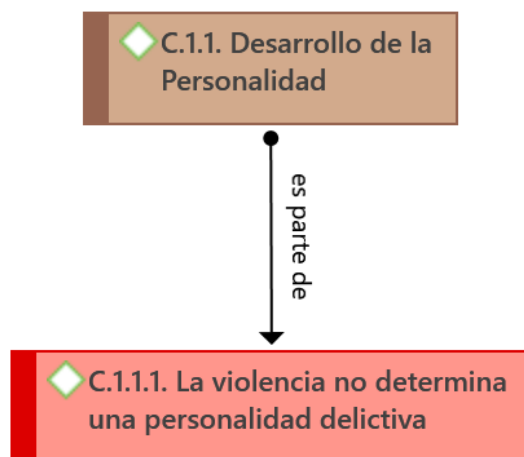 C.1.1. Desarrollo de la
Personalidad
es parte de
C.1.1.1. La violencia no determina
una personalidad delictiva